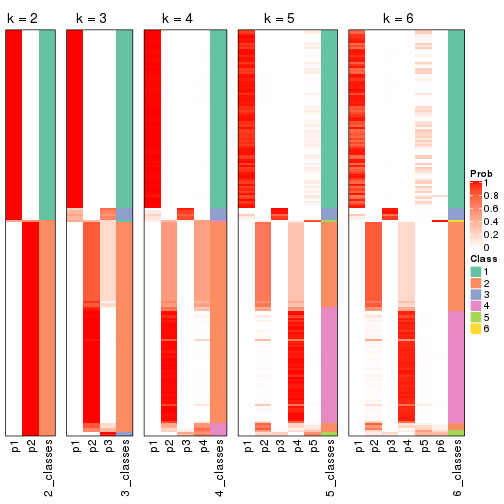 k = 2
k = 3
k = 4
k = 5
k = 6
Prob
1
0.8
0.6
0.4
0.2
0
Class
1
2
3
4
5
6
p1
p2
2_classes
p1
p2
p3
3_classes
p1
p2
p3
p4
4_classes
p1
p2
p3
p4
p5
5_classes
p1
p2
p3
p4
p5
p6
6_classes